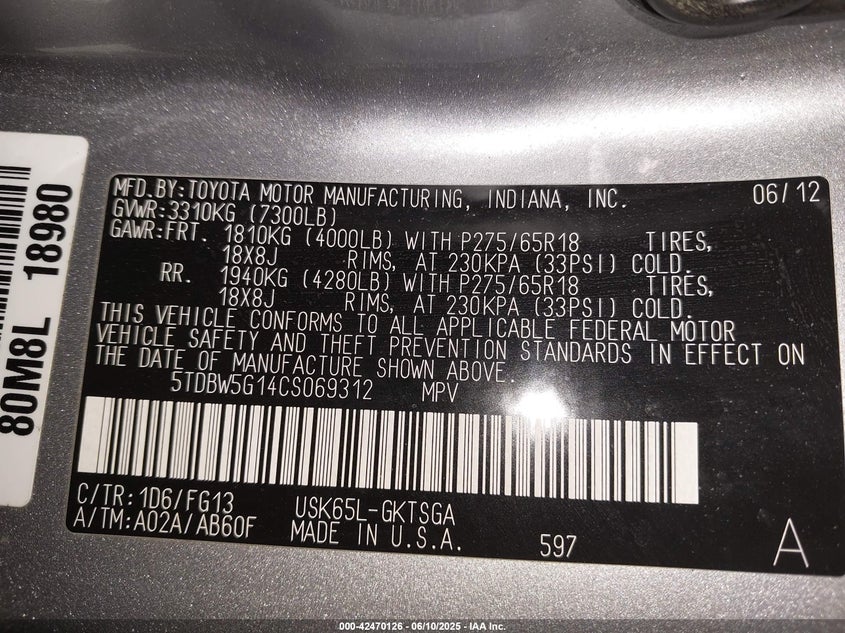 80M8L 18980
MFD.BY:TOYOTA MOTOR MANUFACTURING, INDIANA, INC. 06/12
GVWR:3310KG (7300LB)
GAWR:FRT. 1810KG (4000LB) WITH P275/65R18 TIRES,
18X8J RIMS, AT 230KPA (33PSI) COLD.
RR. 1940KG (4280LB) WITH P275/65R18 TIRES,
18X8J RIMS, AT 230KPA (33PSI) COLD.
THIS VEHICLE CONFORMS TO ALL APPLICABLE FEDERAL MOTOR
VEHICLE SAFETY AND THEFT PREVENTION STANDARDS IN EFFECT ON
THE DATE OF MANUFACTURE SHOWN ABOVE.
5TDBW5G14CS069312 MPV
C/TR:1D6/FG13 USK65L-GKTSGA
A/TM:A02A/AB60F MADE IN U.S.A. 597 A
000-42470126 - 06/10/2025 - IAA Inc.